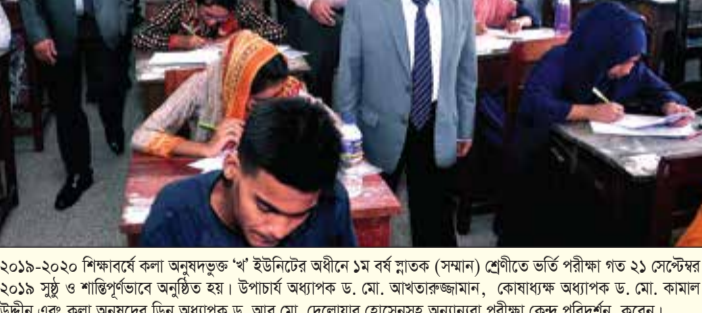 ২০১৯-২০২০ শিক্ষাবর্ষে কলা অনুষদভুক্ত ‘খ’ ইউনিটের অধীনে ১ম বর্ষ স্নাতক (সম্মান) শ্রেণীতে ভর্তি পরীক্ষা গত ২১ সেপ্টেম্বর
২০১৯ সুষ্ঠু ও শান্তিপূর্ণভাবে অনুষ্ঠিত হয়। উপাচার্য অধ্যাপক ড. মো. আখতারুজ্জামান, কোষাধ্যক্ষ অধ্যাপক ড. মো. কামাল
উদ্দীন এবং কলা অনুষদের ডিন অধ্যাপক ড. আবু মো. দেলোয়ার হোসেনসহ অন্যান্যরা পরীক্ষা কেন্দ্র পরিদর্শন করেন।